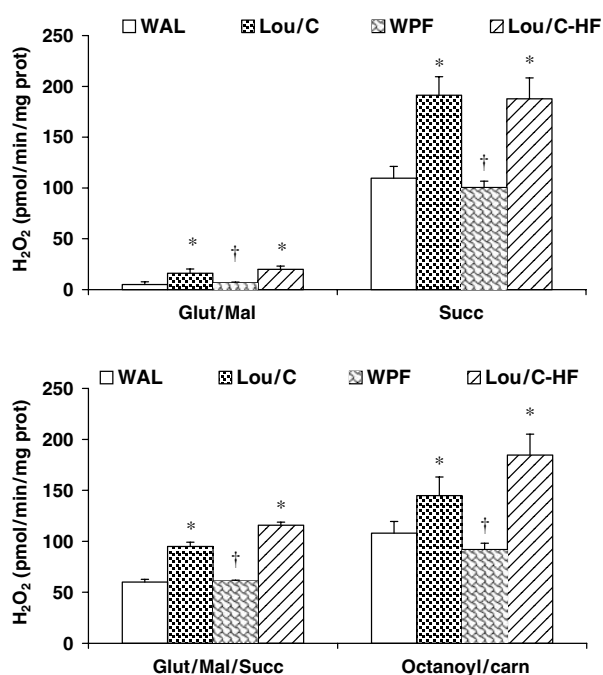 WAL Lou/C WPF Lou/C-HF
H₂O₂ (pmol/min/mg prot)
250
200
150
100
50
0
* † * * † *
Glut/Mal Succ
WAL Lou/C WPF Lou/C-HF
H₂O₂ (pmol/min/mg prot)
250
200
150
100
50
0
* † * * † *
Glut/Mal/Succ Octanoyl/carn